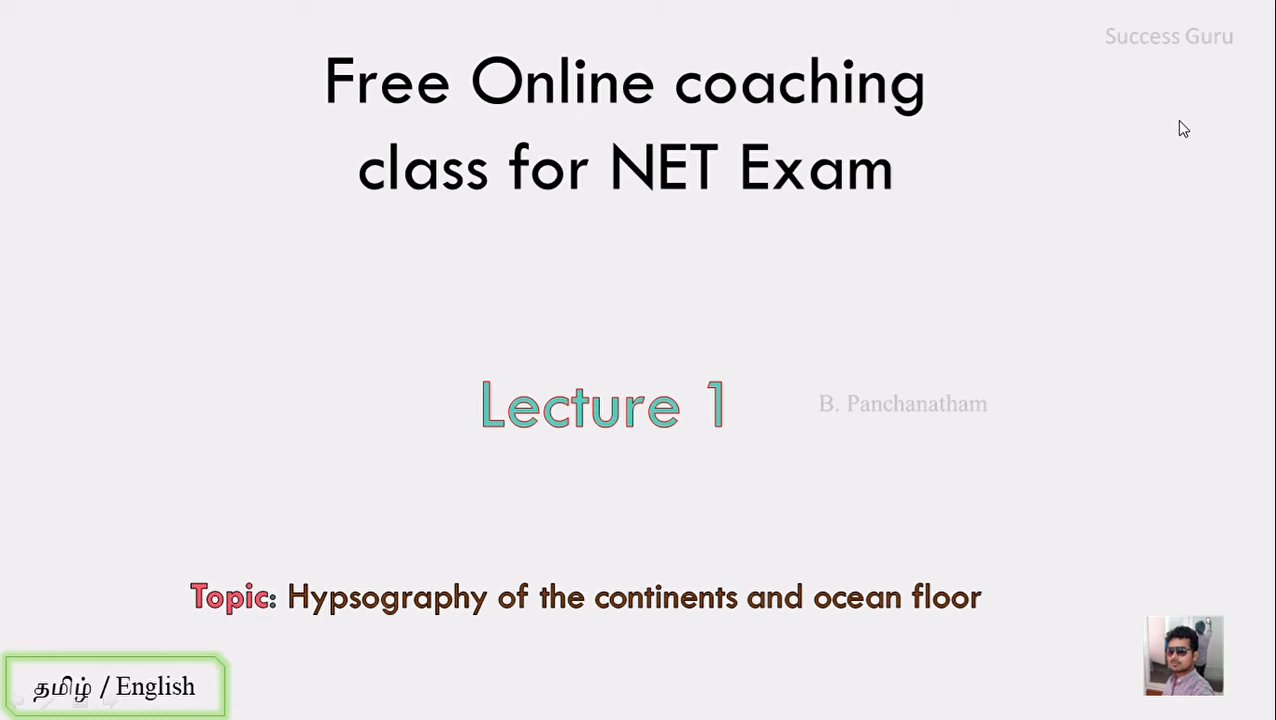 Success Guru
Free Online coaching
class for NET Exam
Lecture 1
B. Panchanatham
Topic: Hypsography of the continents and ocean floor
தமிழ் / English